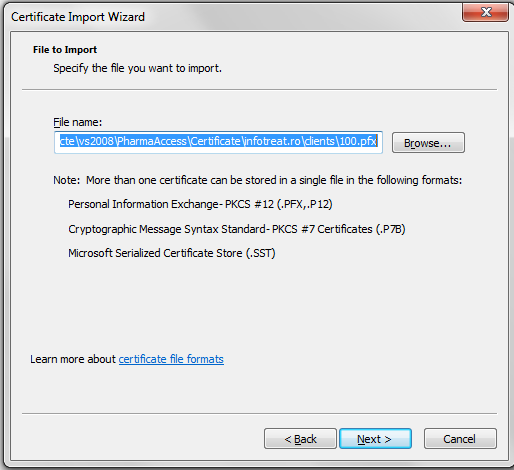 Certificate Import Wizard
File to Import
Specify the file you want to import.
File name:
cte\vs2008\PharmaAccess\Certificate\infotreat.ro\clients\100.pfx
Browse...
Note: More than one certificate can be stored in a single file in the following formats:
Personal Information Exchange- PKCS #12 (.PFX,.P12)
Cryptographic Message Syntax Standard- PKCS #7 Certificates (.P7B)
Microsoft Serialized Certificate Store (.SST)
Learn more about certificate file formats
< Back
Next >
Cancel